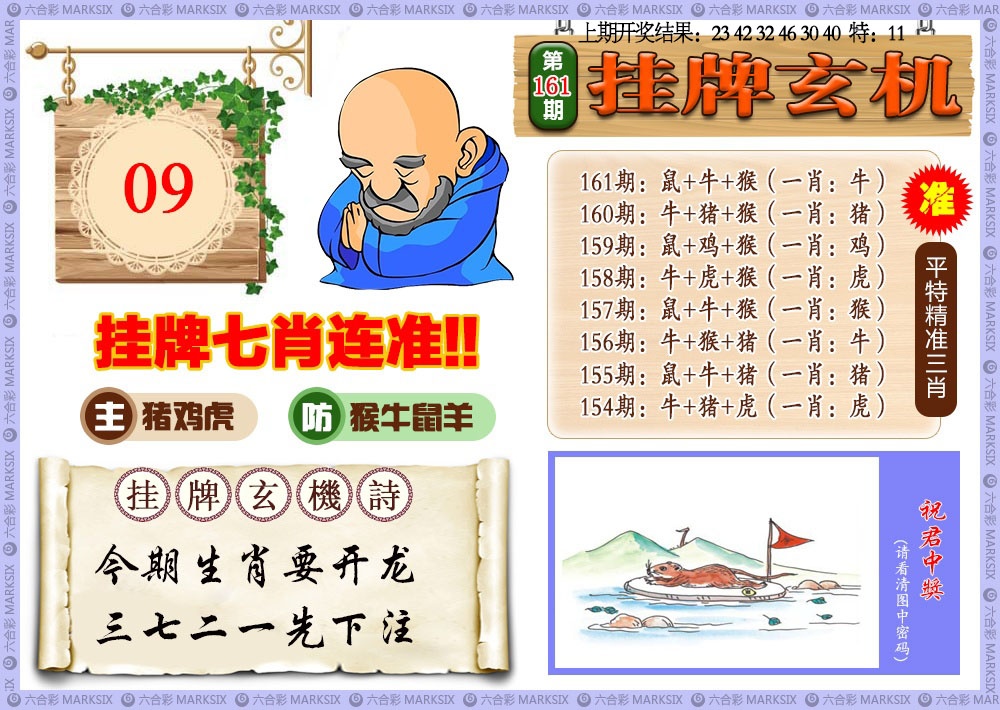 上期开奖结果：23 42 32 46 30 40 特：11
第161期
挂牌玄机
09
挂牌七肖连准!!
主 猪鸡虎
防 猴牛鼠羊
挂牌玄機詩
今期生肖要开龙
三七二一先下注
161期：鼠+牛+猴（一肖：牛）
160期：牛+猪+猴（一肖：猪）
159期：鼠+鸡+猴（一肖：鸡）
158期：牛+虎+猴（一肖：虎）
157期：鼠+牛+猴（一肖：猴）
156期：牛+猴+猪（一肖：牛）
155期：鼠+牛+猪（一肖：猪）
154期：牛+猪+虎（一肖：虎）
准
平特精准三肖
祝君中獎
（请看清图中密码）
六合彩 MARKSIX